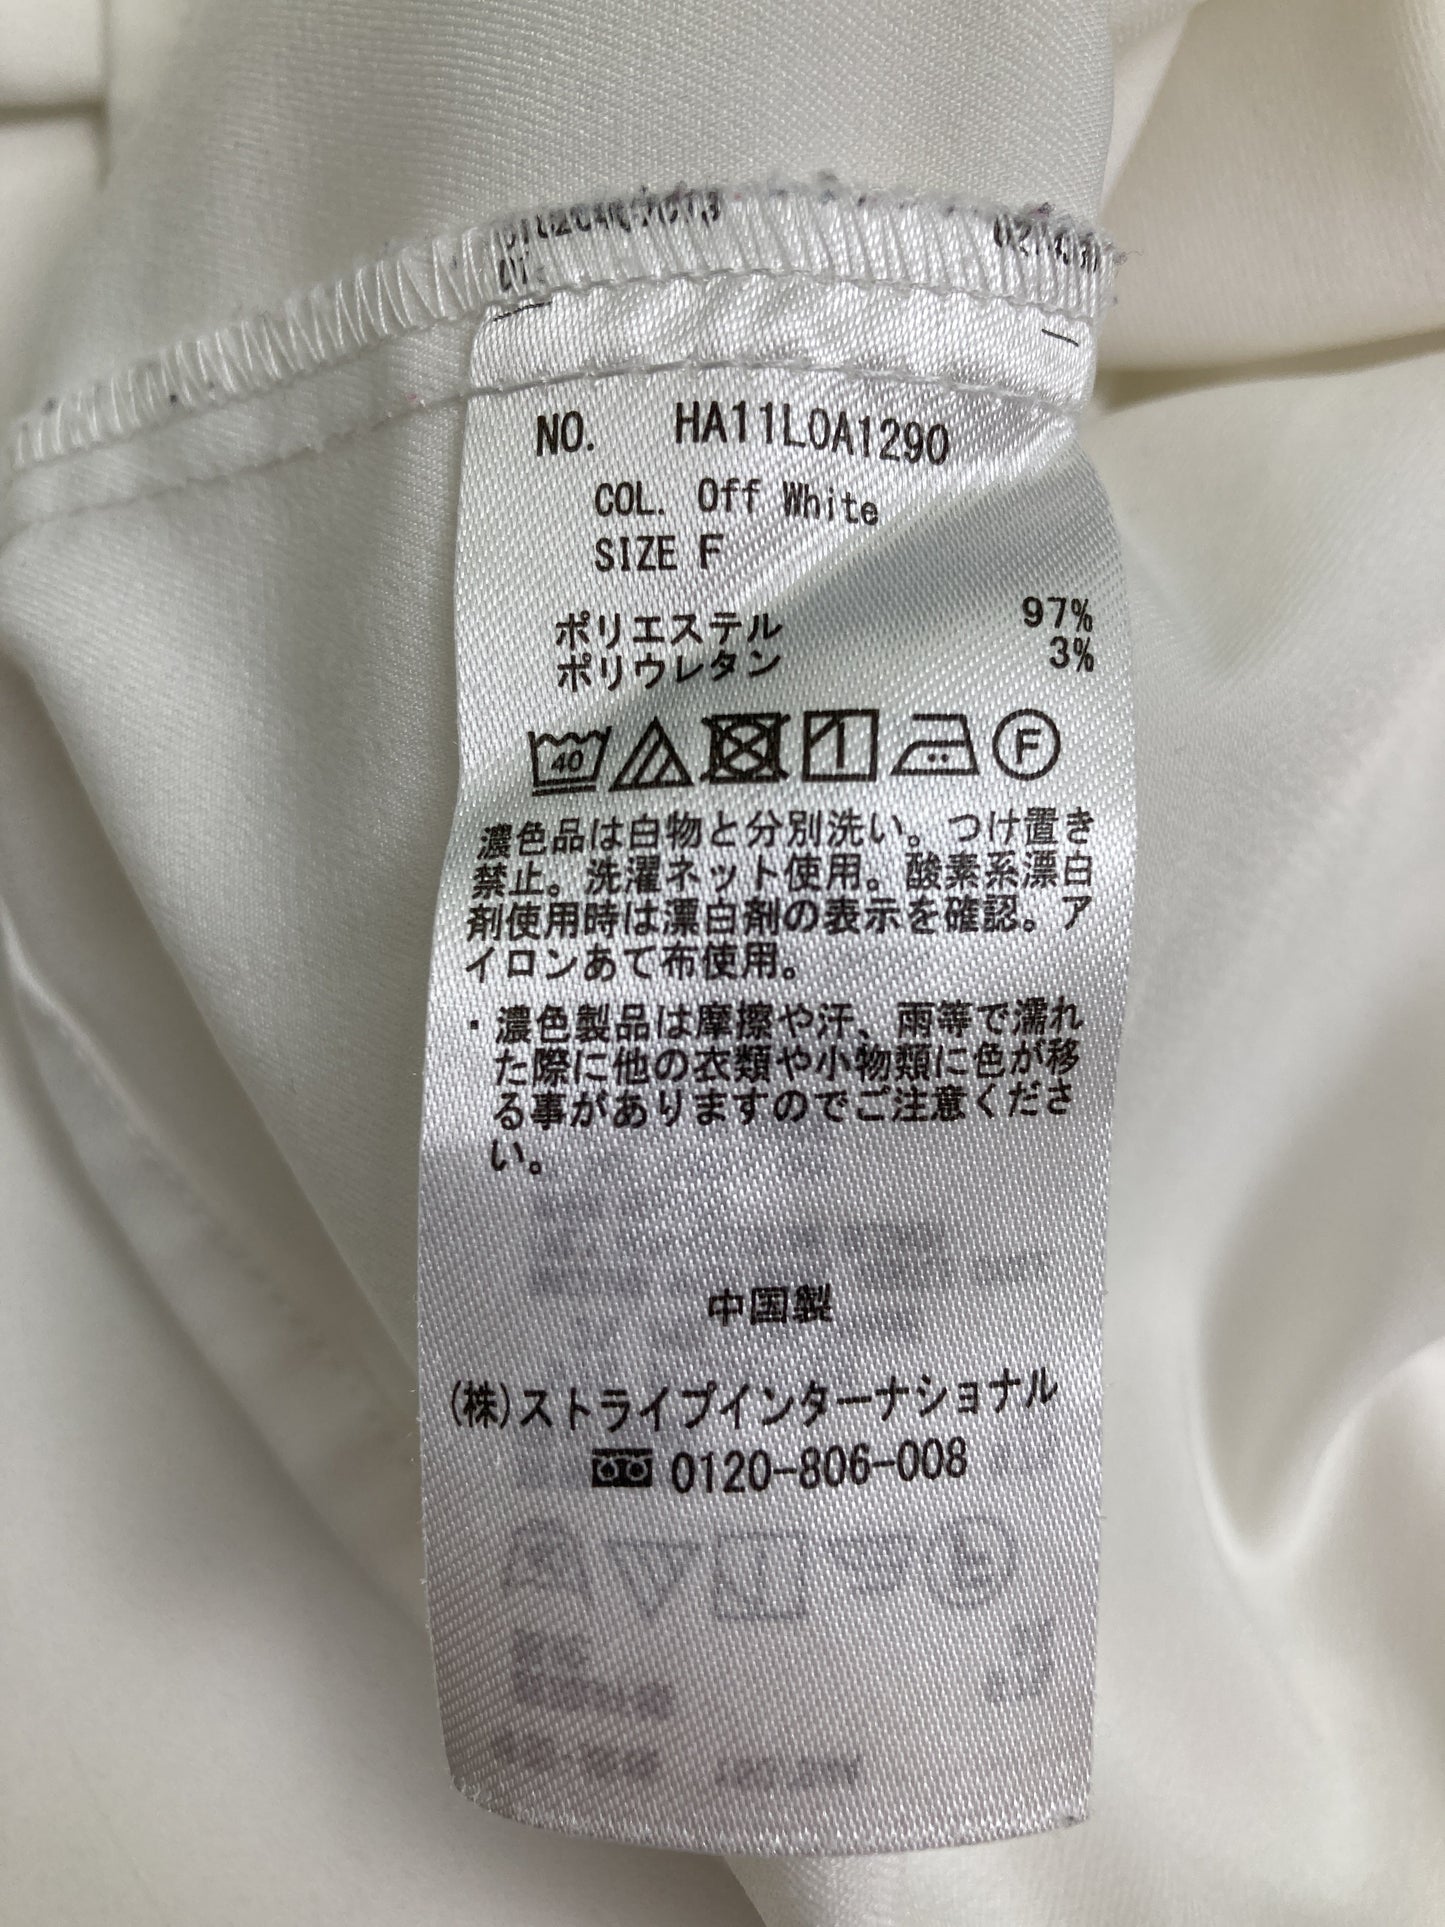 NO. HA11L0A1290
COL. Off White
SIZE F
ポリエステル 97%
ポリウレタン 3%
40
F
濃色品は白物と分別洗い。つけ置き
禁止。洗濯ネット使用。酸素系漂白
剤使用時は漂白剤の表示を確認。ア
イロンあて布使用。
・濃色製品は摩擦や汗、雨等で濡れ
た際に他の衣類や小物類に色が移
る事がありますのでご注意くださ
い。
中国製
(株)ストライプインターナショナル
0120-806-008